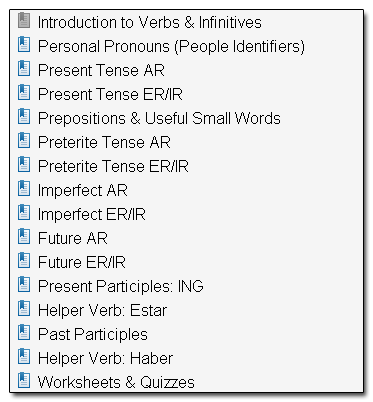 Introduction to Verbs & Infinitives
Personal Pronouns (People Identifiers)
Present Tense AR
Present Tense ER/IR
Prepositions & Useful Small Words
Preterite Tense AR
Preterite Tense ER/IR
Imperfect AR
Imperfect ER/IR
Future AR
Future ER/IR
Present Participles: ING
Helper Verb: Estar
Past Participles
Helper Verb: Haber
Worksheets & Quizzes